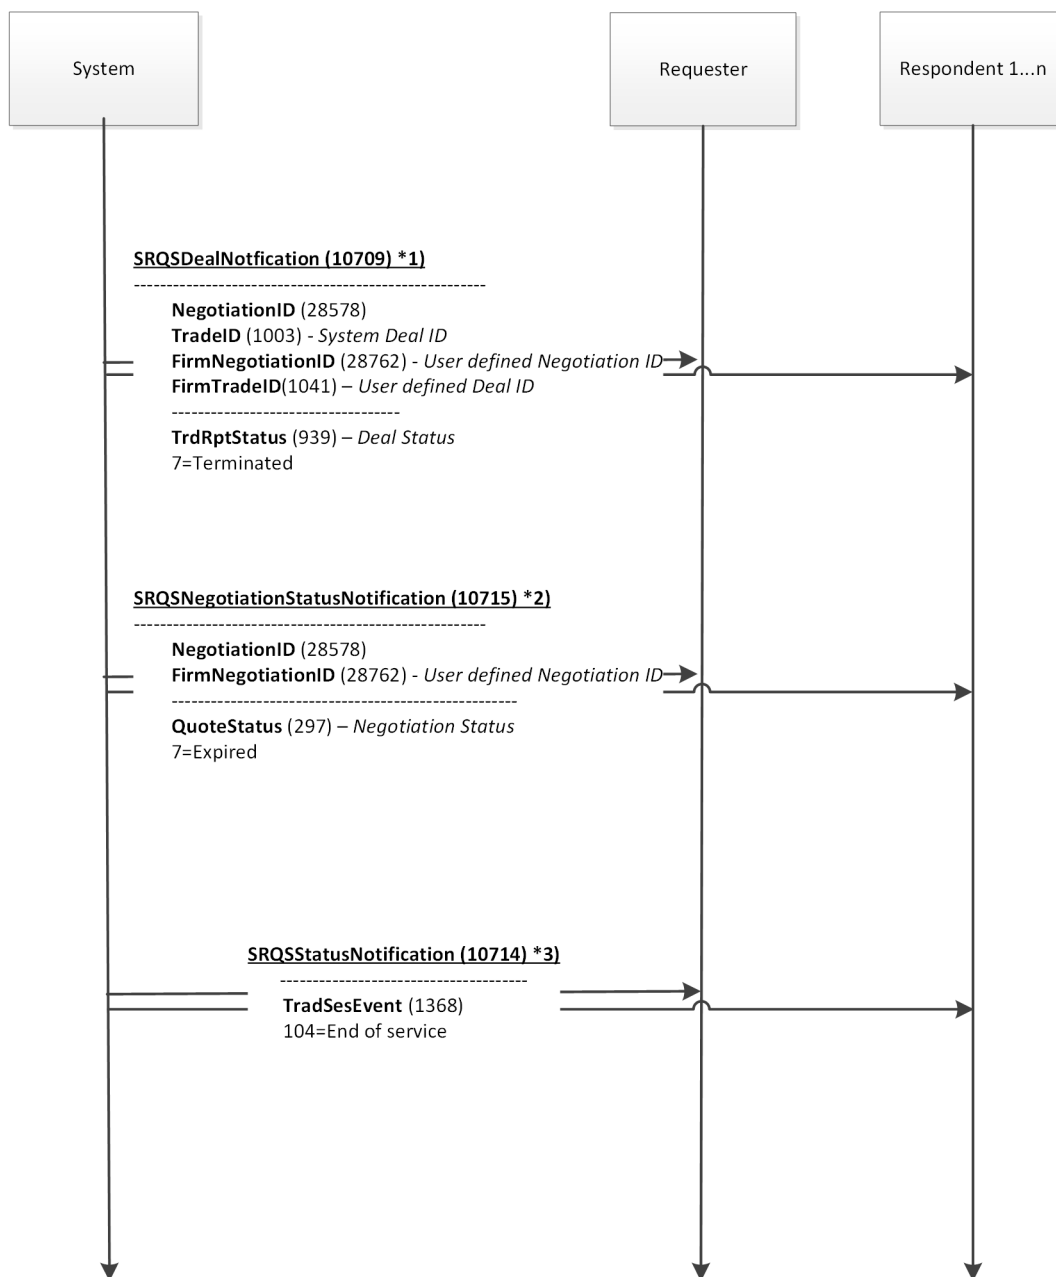 System
Requester
Respondent 1...n
SRQSDealNotfication (10709) *1)
------------------------------------------------------
NegotiationID (28578)
TradeID (1003) - System Deal ID
FirmNegotiationID (28762) - User defined Negotiation ID
FirmTradeID(1041) – User defined Deal ID
-----------------------------------
TrdRptStatus (939) – Deal Status
7=Terminated
SRQSNegotiationStatusNotification (10715) *2)
------------------------------------------------------
NegotiationID (28578)
FirmNegotiationID (28762) - User defined Negotiation ID
-----------------------------------------------------
QuoteStatus (297) – Negotiation Status
7=Expired
SRQSStatusNotification (10714) *3)
--------------------------------------
TradSesEvent (1368)
104=End of service